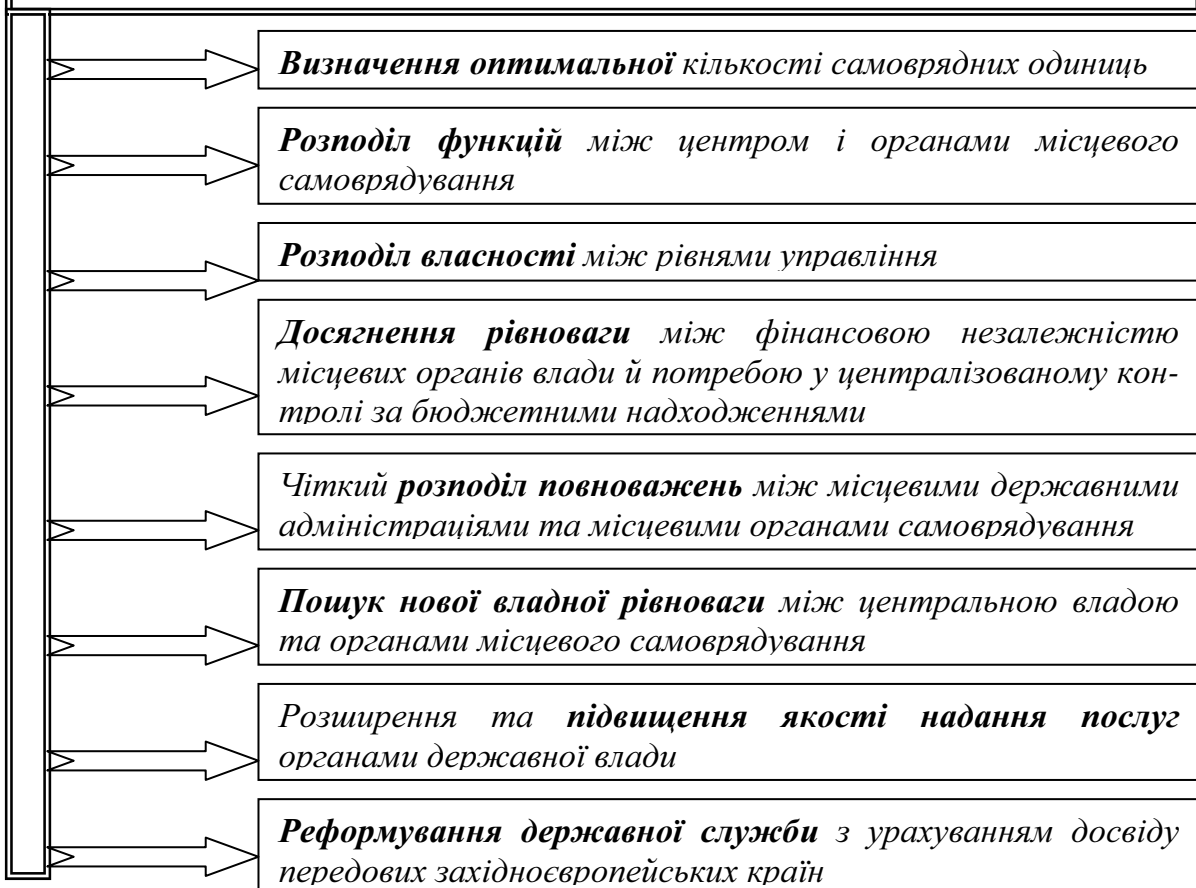 Визначення оптимальної кількості самоврядних одиниць
Розподіл функцій між центром і органами місцевого
самоврядування
Розподіл власності між рівнями управління
Досягнення рівноваги між фінансовою незалежністю
місцевих органів влади й потребою у централізованому кон-
тролі за бюджетними надходженнями
Чіткий розподіл повноважень між місцевими державними
адміністраціями та місцевими органами самоврядування
Пошук нової владної рівноваги між центральною владою
та органами місцевого самоврядування
Розширення та підвищення якості надання послуг
органами державної влади
Реформування державної служби з урахуванням досвіду
передових західноєвропейських країн